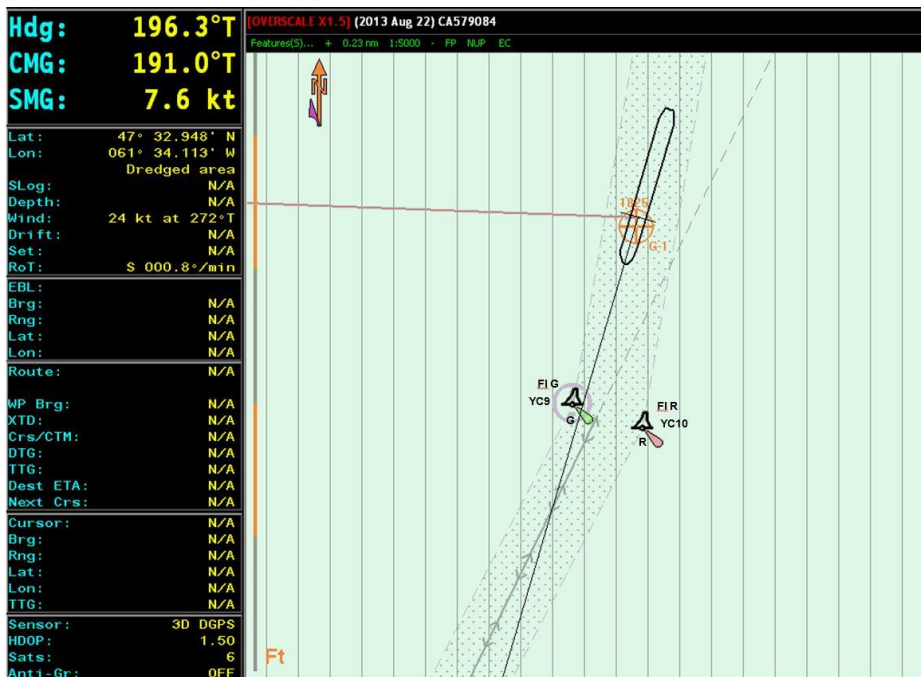 Hdg: 196.3°T
CMG: 191.0°T
SMG: 7.6 kt
Lat: 47° 32.948' N
Lon: 061° 34.113' W
Dredged area
SLog: N/A
Depth: N/A
Wind: 24 kt at 272°T
Drift: N/A
Set: N/A
RoT: S 000.8°/min
EBL:
Brg: N/A
Rng: N/A
Lat: N/A
Lon: N/A
Route: N/A
WP Brg: N/A
XTD: N/A
Crs/CTM: N/A
DTG: N/A
TTG: N/A
Dest ETA: N/A
Next Crs: N/A
Cursor: N/A
Brg: N/A
Rng: N/A
Lat: N/A
Lon: N/A
TTG: N/A
Sensor: 3D DGPS
HDOP: 1.50
Sats: 6
Anti-Gr: OFF
[OVERSCALE X1.5] (2013 Aug 22) CA579084
Features(S)... + 0.23 nm 1:5000 - FP NUP EC
N
1825
G-1
Fl G
YC9
G
Fl R
YC10
R
Ft